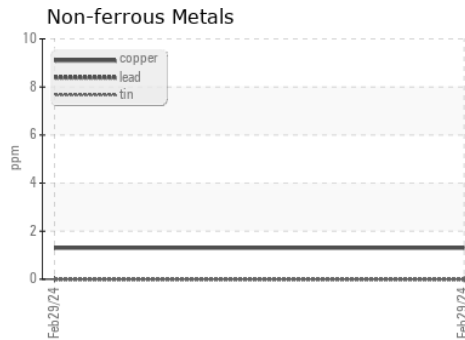 Non-ferrous Metals
10
8
6
4
2
0
ppm
copper
lead
tin
Feb29/24
Feb29/24